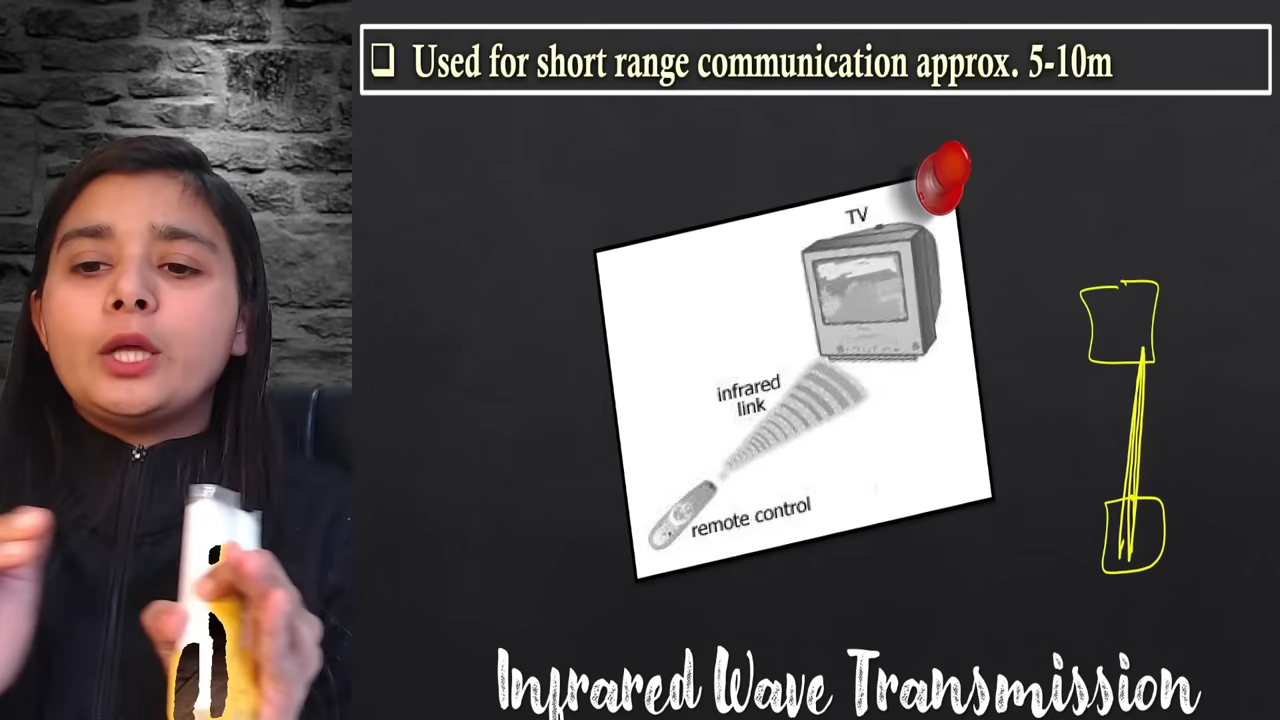 ❑ Used for short range communication approx. 5-10m
TV
infrared
link
remote control
Infrared Wave Transmission